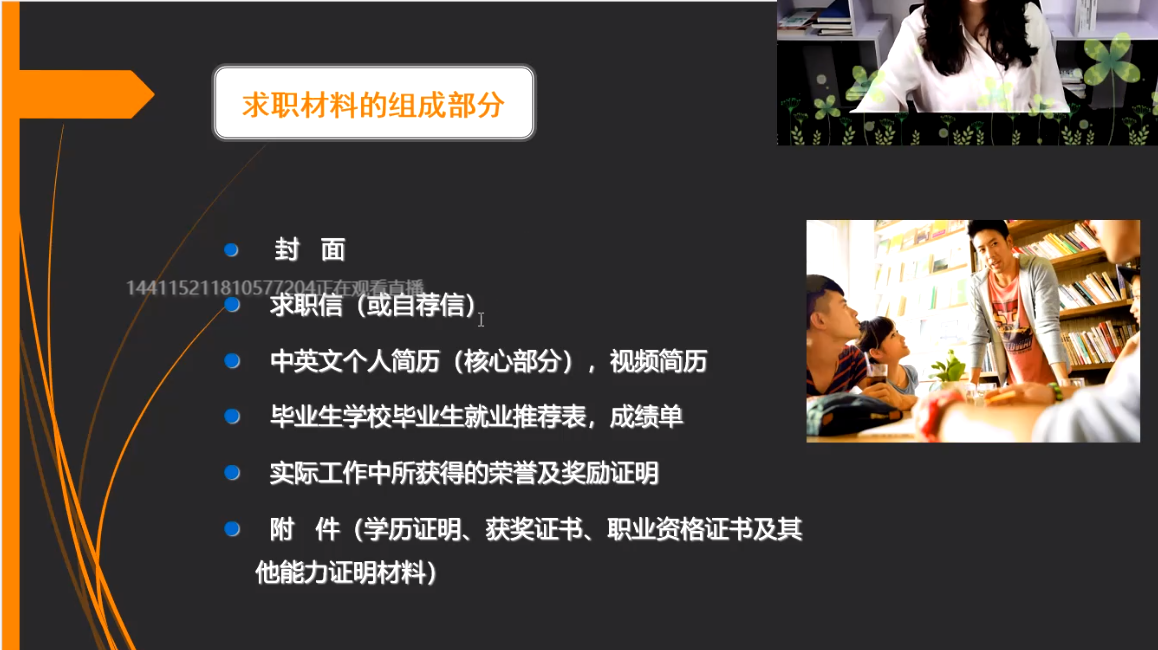 求职材料的组成部分
封 面
144115211810577204正在观看直播
求职信（或自荐信）
中英文个人简历（核心部分），视频简历
毕业生学校毕业生就业推荐表，成绩单
实际工作中所获得的荣誉及奖励证明
附 件（学历证明、获奖证书、职业资格证书及其
他能力证明材料）